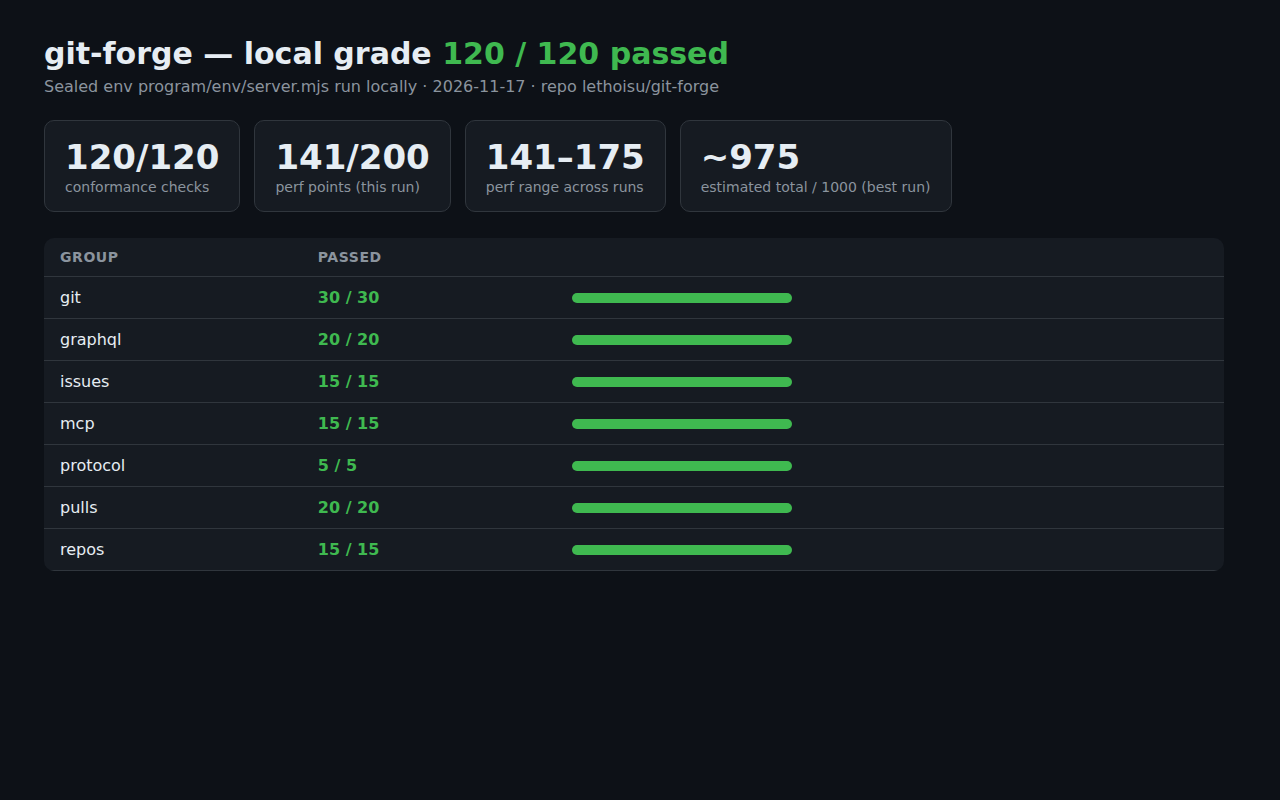 git-forge — local grade 120 / 120 passed
Sealed env program/env/server.mjs run locally · 2026-11-17 · repo lethoisu/git-forge
120/120
conformance checks
141/200
perf points (this run)
141–175
perf range across runs
~975
estimated total / 1000 (best run)
GROUP PASSED
git 30 / 30
graphql 20 / 20
issues 15 / 15
mcp 15 / 15
protocol 5 / 5
pulls 20 / 20
repos 15 / 15